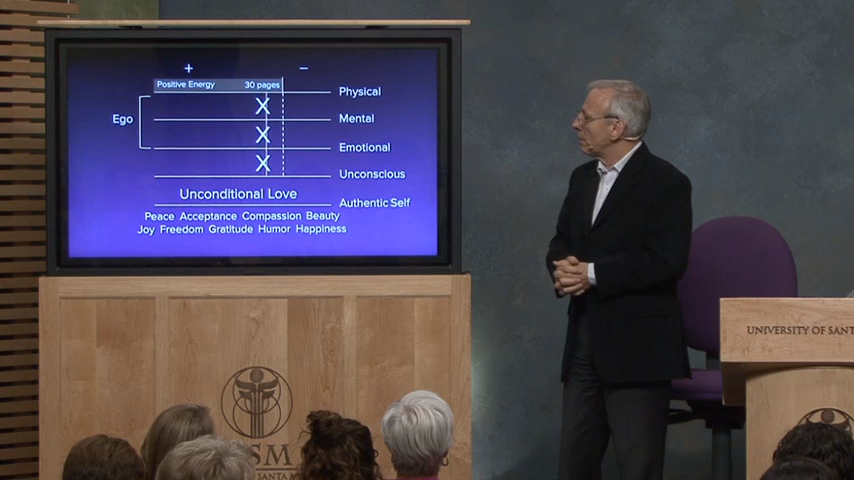 + −
Positive Energy 30 pages
Physical
X
Ego
Mental
X
Emotional
X
Unconscious
Unconditional Love
Authentic Self
Peace Acceptance Compassion Beauty
Joy Freedom Gratitude Humor Happiness
UNIVERSITY OF SANT
SM
SANTA